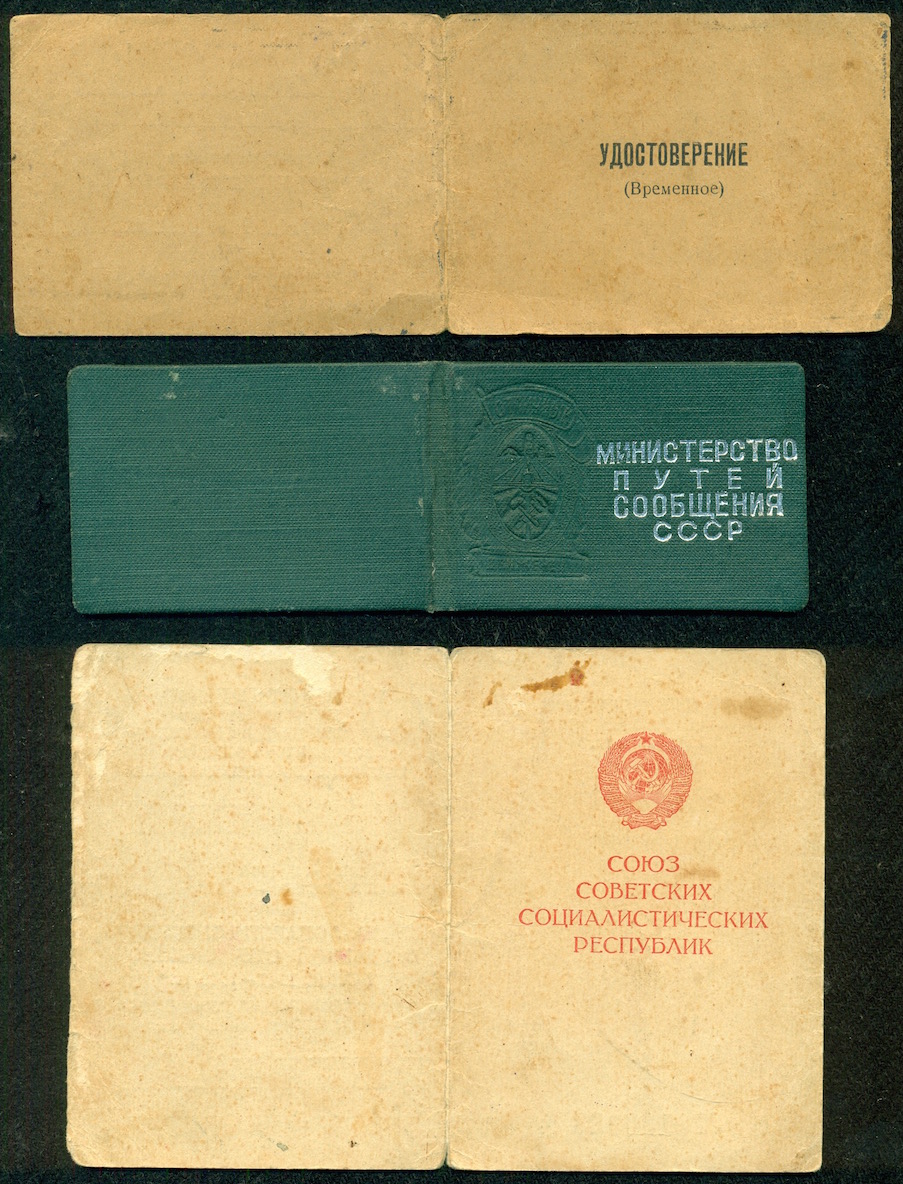 УДОСТОВЕРЕНИЕ
(Временное)
МИНИСТЕРСТВО
ПУТЕЙ
СООБЩЕНИЯ
СССР
СОЮЗ
СОВЕТСКИХ
СОЦИАЛИСТИЧЕСКИХ
РЕСПУБЛИК